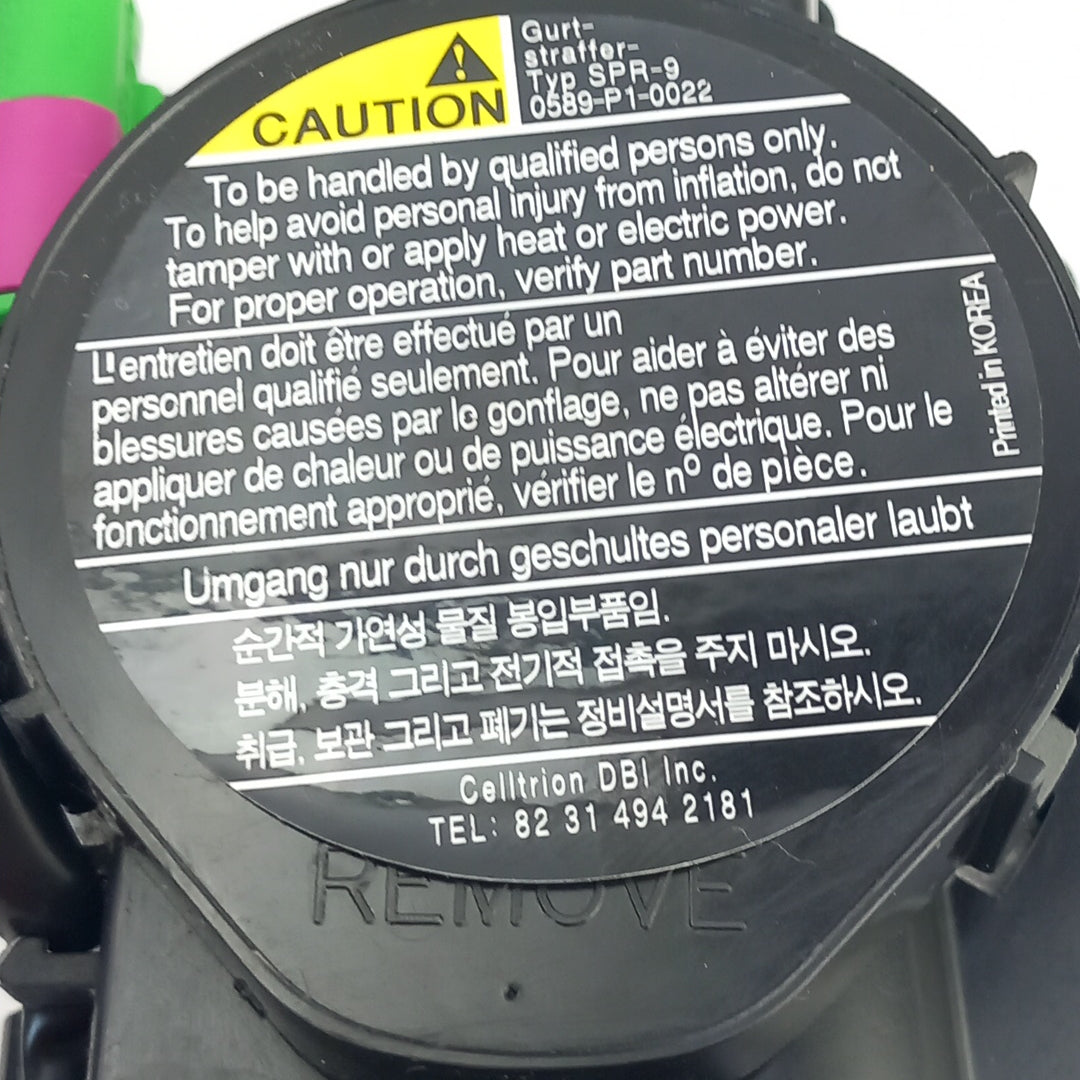 CAUTION
Gurt-
straffer-
Typ SPR-9
0589-P1-0022
To be handled by qualified persons only.
To help avoid personal injury from inflation, do not
tamper with or apply heat or electric power.
For proper operation, verify part number.
L'entretien doit être effectué par un
personnel qualifié seulement. Pour aider à éviter des
blessures causées par le gonflage, ne pas altérer ni
appliquer de chaleur ou de puissance électrique. Pour le
fonctionnement approprié, vérifier le nº de pièce.
Printed in KOREA
Umgang nur durch geschultes personaler laubt
순간적 가연성 물질 봉입부품임.
분해, 충격 그리고 전기적 접촉을 주지 마시오.
취급, 보관 그리고 폐기는 정비설명서를 참조하시오.
Celltrion DBI Inc.
TEL: 82 31 494 2181
REMOVE